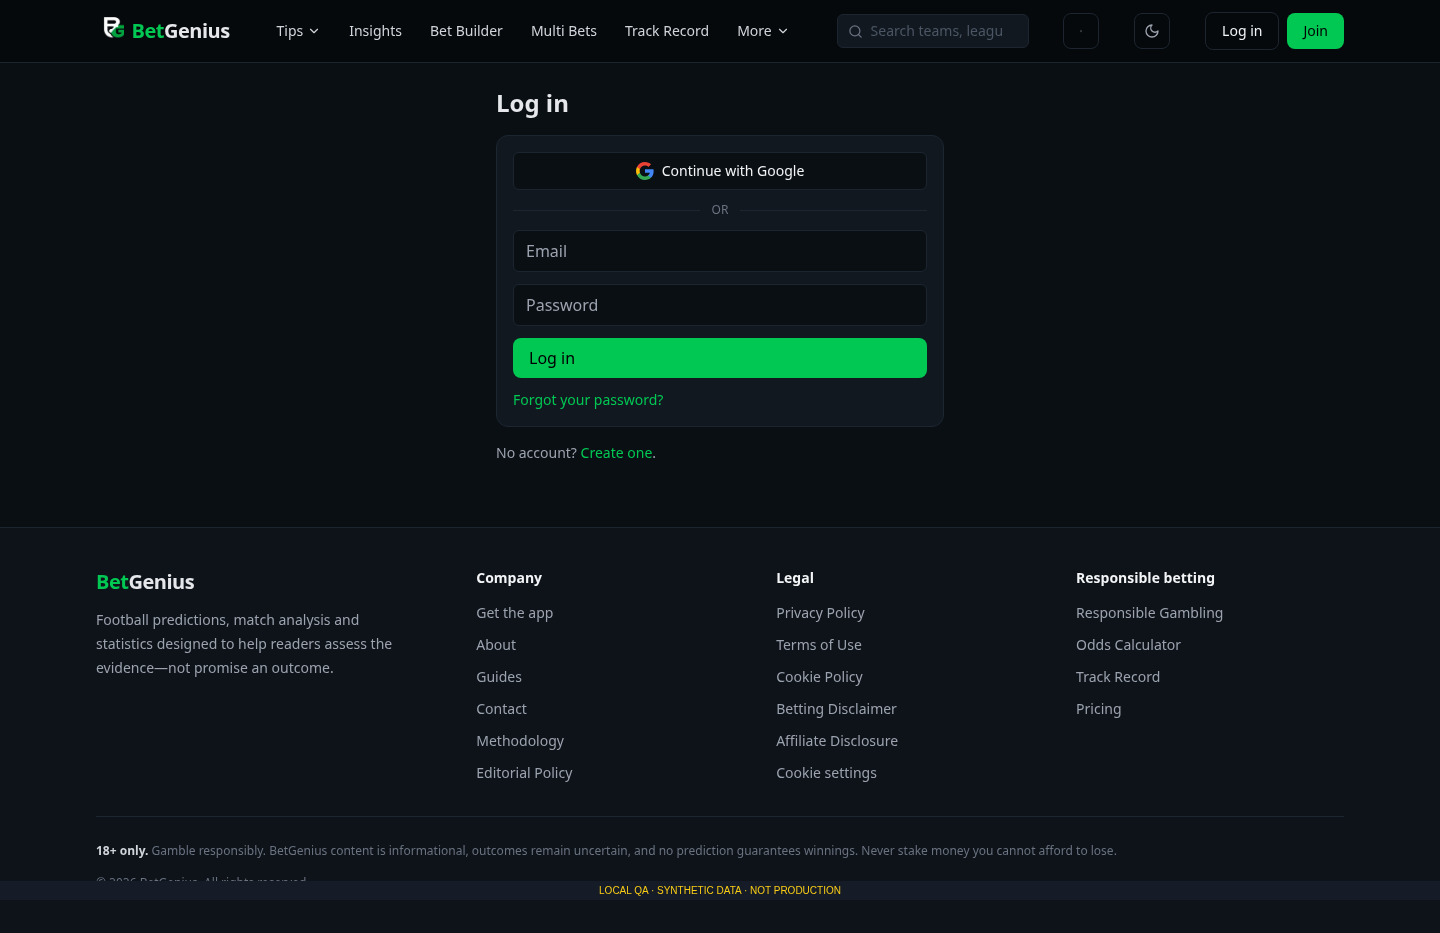 BetGenius
Tips
Insights
Bet Builder
Multi Bets
Track Record
More
Search teams, leagu
Log in
Join
Log in
Continue with Google
OR
Email
Password
Log in
Forgot your password?
No account? Create one.
BetGenius
Football predictions, match analysis and
statistics designed to help readers assess the
evidence—not promise an outcome.
Company
Get the app
About
Guides
Contact
Methodology
Editorial Policy
Legal
Privacy Policy
Terms of Use
Cookie Policy
Betting Disclaimer
Affiliate Disclosure
Cookie settings
Responsible betting
Responsible Gambling
Odds Calculator
Track Record
Pricing
18+ only. Gamble responsibly. BetGenius content is informational, outcomes remain uncertain, and no prediction guarantees winnings. Never stake money you cannot afford to lose.
© 2026 BetGenius. All rights reserved.
LOCAL QA · SYNTHETIC DATA · NOT PRODUCTION